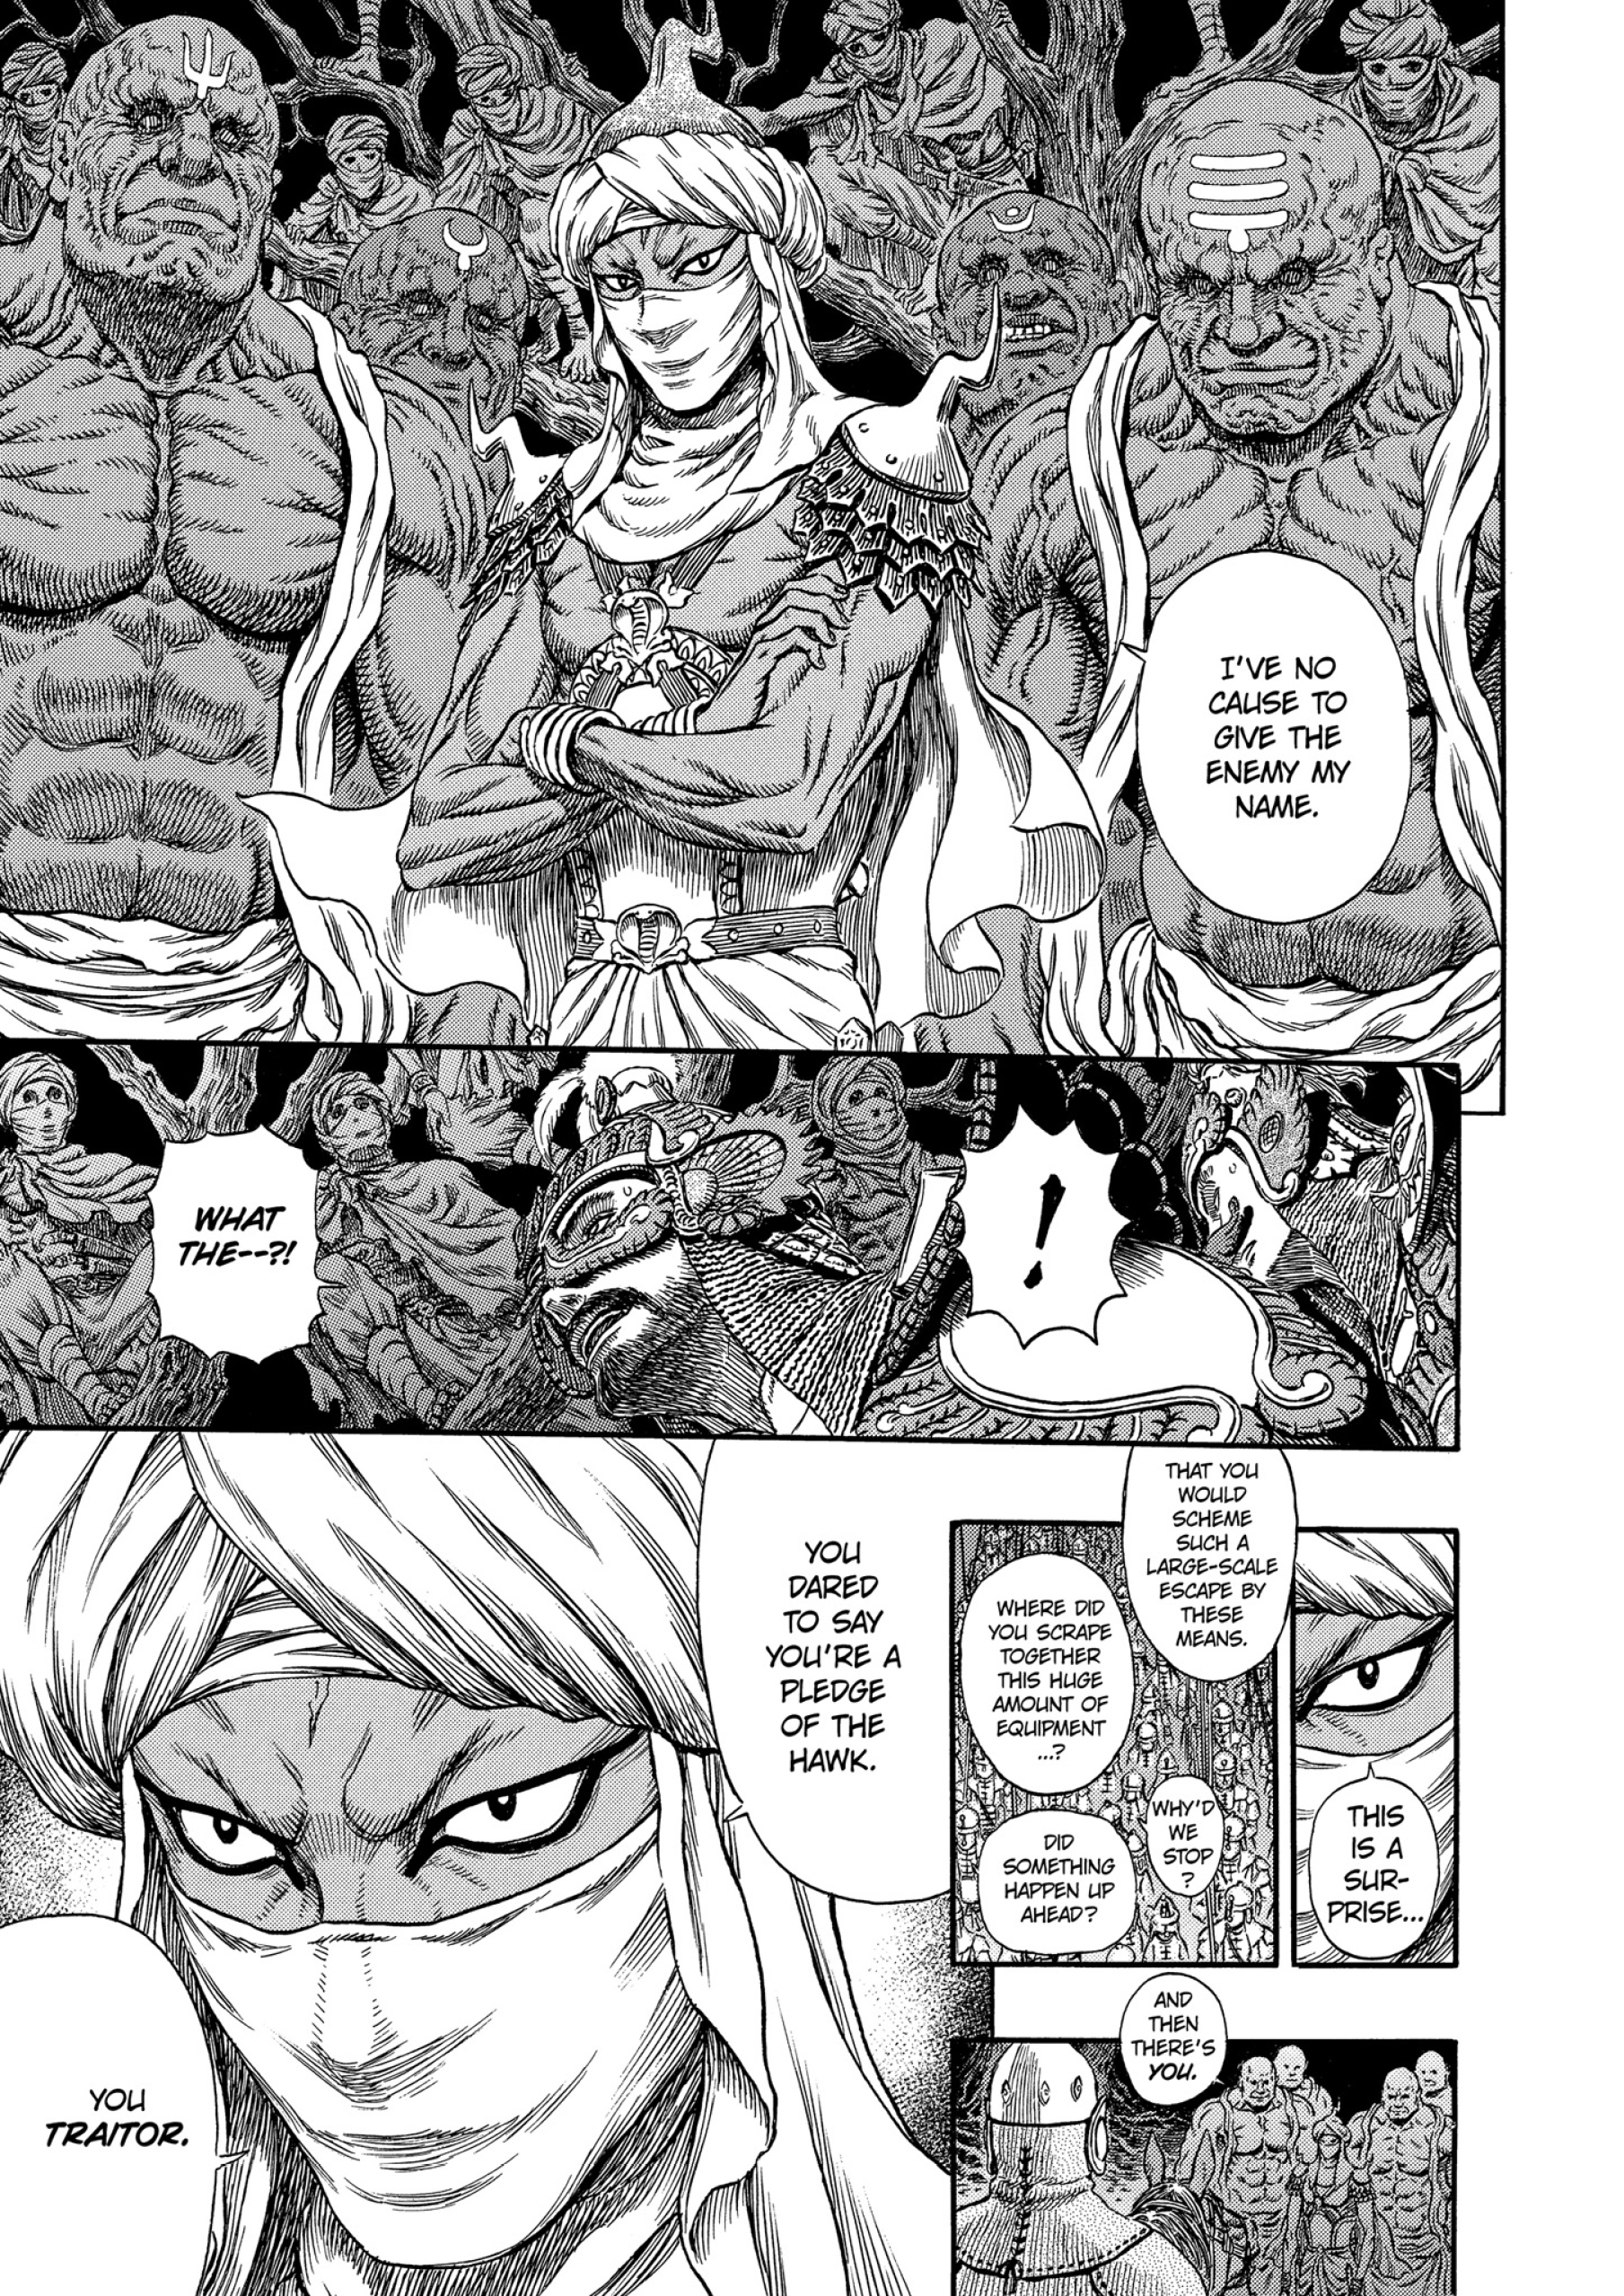 I'VE NO
CAUSE TO
GIVE THE
ENEMY MY
NAME.
!
WHAT
THE--?!
THIS
IS A
SUR-
PRISE...
THAT YOU
WOULD
SCHEME
SUCH A
LARGE-SCALE
ESCAPE BY
THESE
MEANS.
WHERE DID
YOU SCRAPE
TOGETHER
THIS HUGE
AMOUNT OF
EQUIPMENT
...?
WHY'D
WE
STOP
?
DID
SOMETHING
HAPPEN UP
AHEAD?
AND
THEN
THERE'S
YOU.
YOU
DARED
TO SAY
YOU'RE A
PLEDGE
OF THE
HAWK.
YOU
TRAITOR.